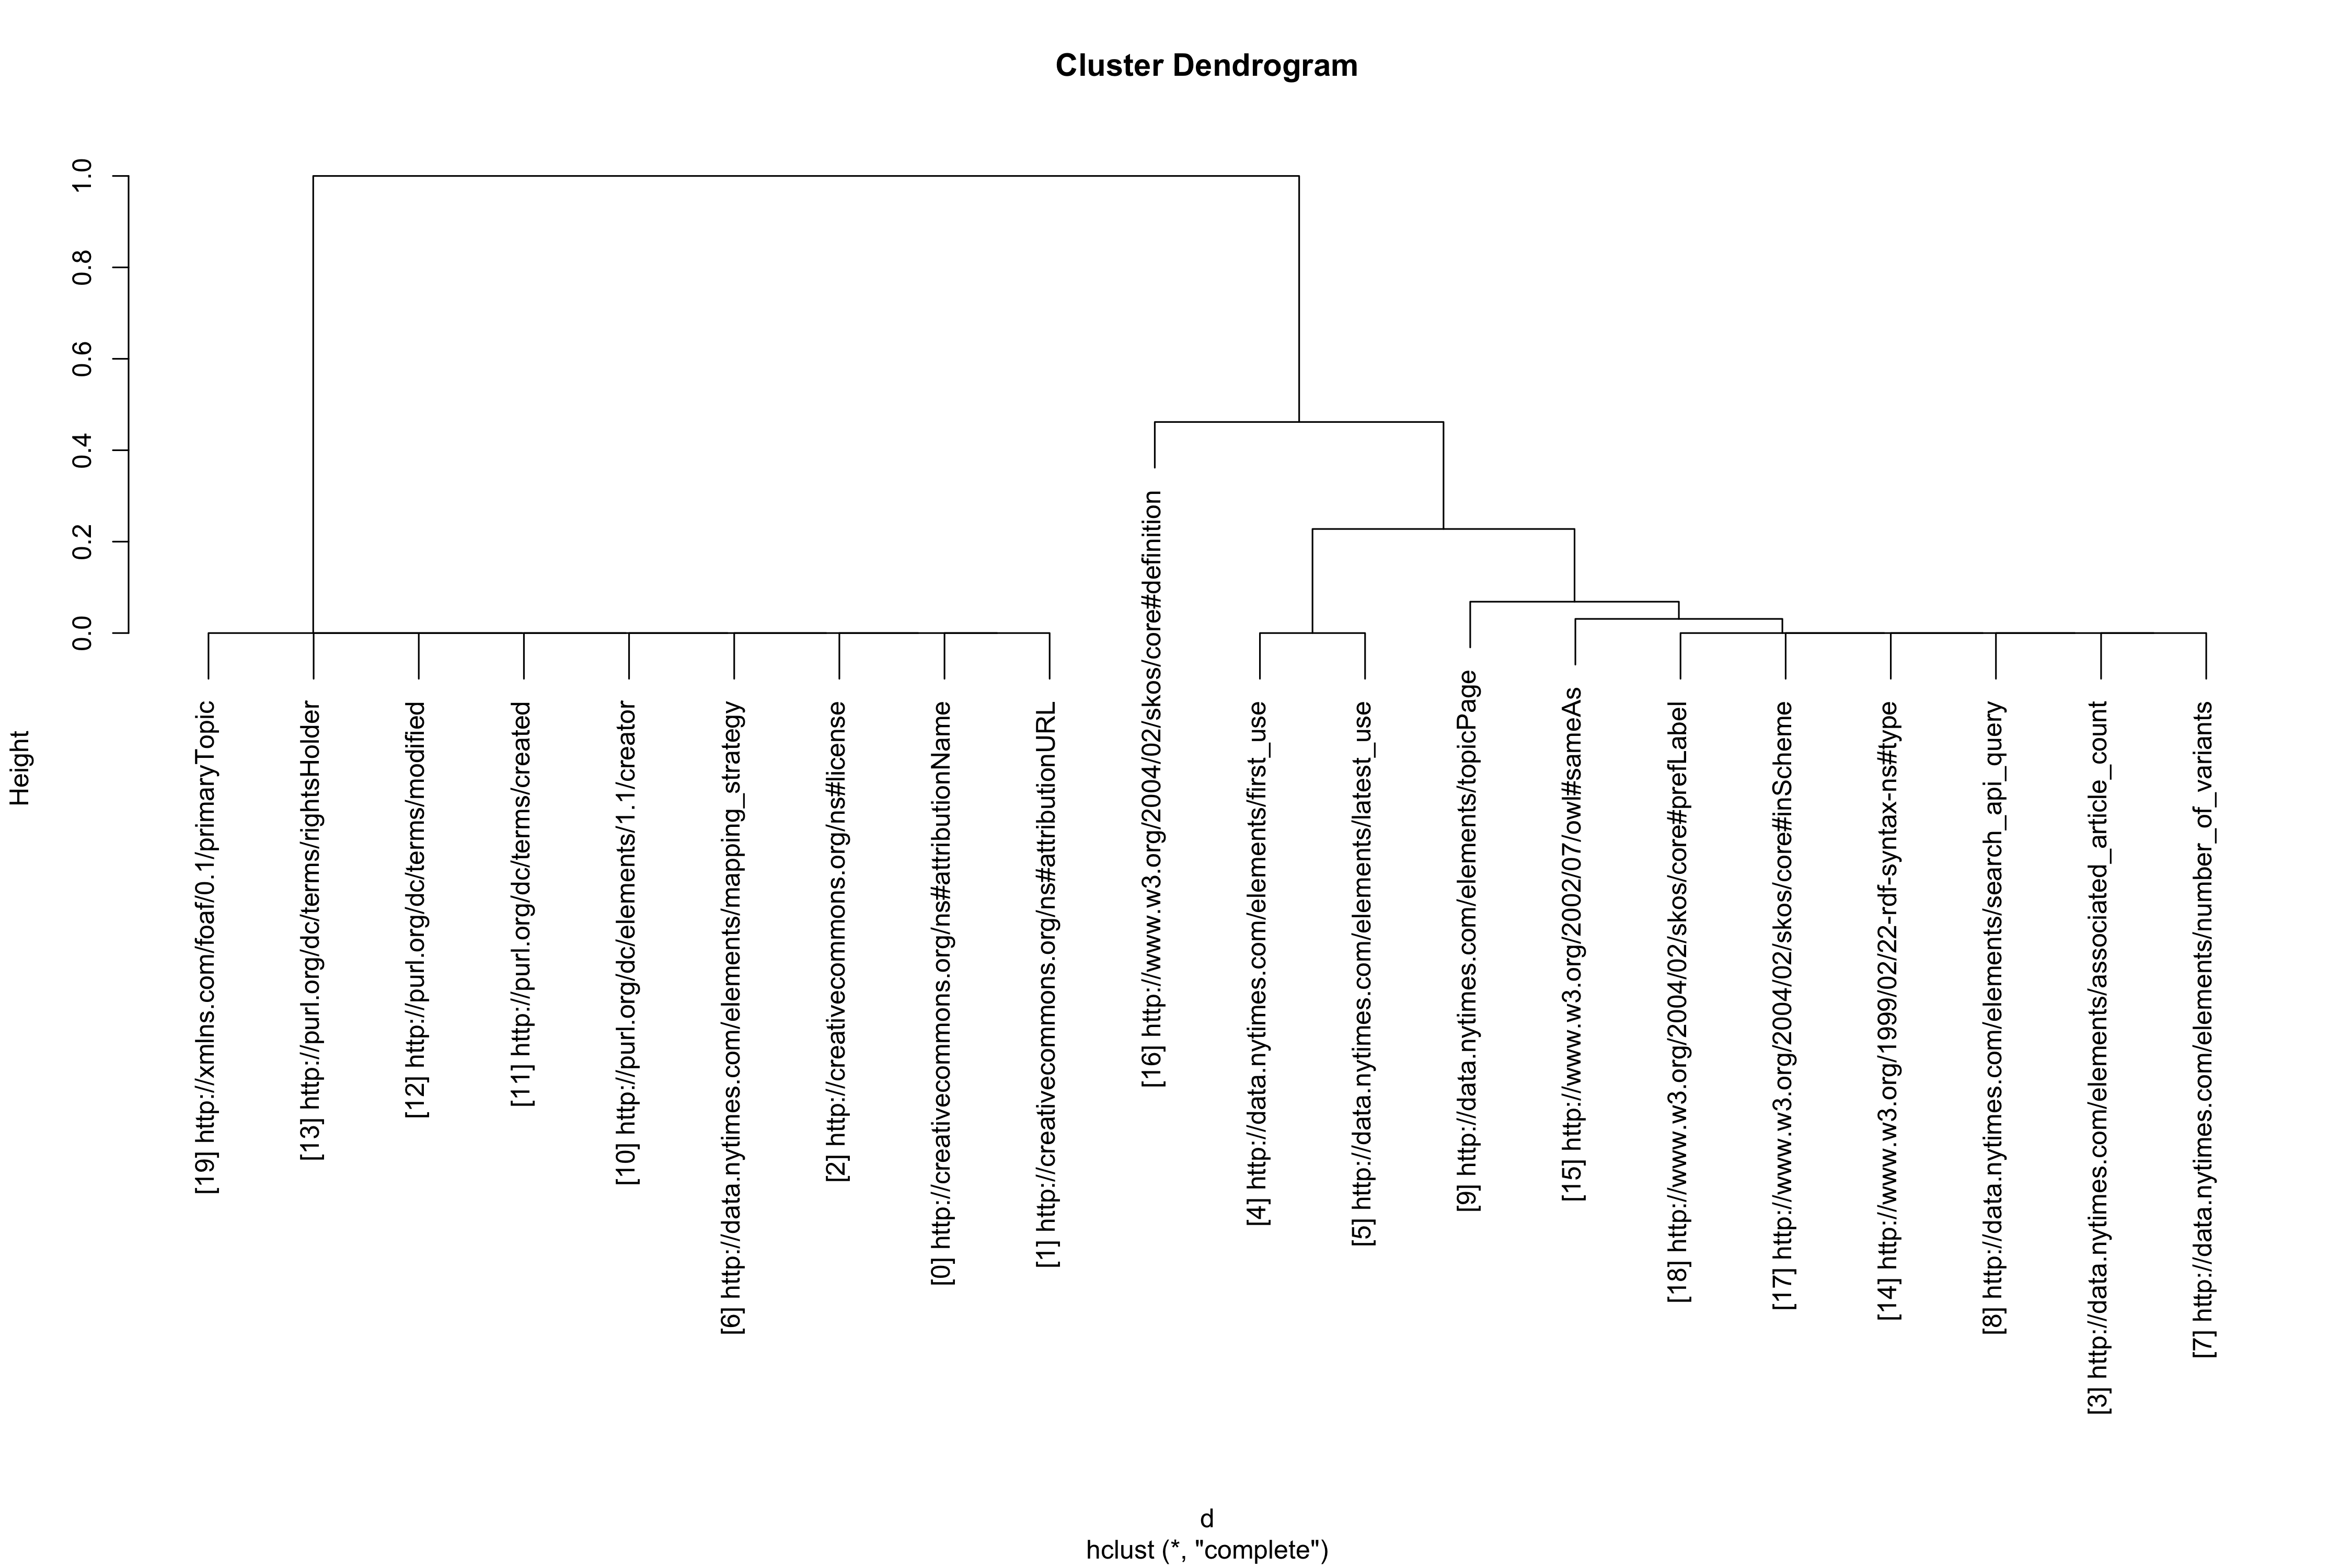 Cluster Dendrogram
Height
1.0
0.8
0.6
0.4
0.2
0.0
[19] http://xmlns.com/foaf/0.1/primaryTopic
[13] http://purl.org/dc/terms/rightsHolder
[12] http://purl.org/dc/terms/modified
[11] http://purl.org/dc/terms/created
[10] http://purl.org/dc/elements/1.1/creator
[6] http://data.nytimes.com/elements/mapping_strategy
[2] http://creativecommons.org/ns#license
[0] http://creativecommons.org/ns#attributionName
[1] http://creativecommons.org/ns#attributionURL
[16] http://www.w3.org/2004/02/skos/core#definition
[4] http://data.nytimes.com/elements/first_use
[5] http://data.nytimes.com/elements/latest_use
[9] http://data.nytimes.com/elements/topicPage
[15] http://www.w3.org/2002/07/owl#sameAs
[18] http://www.w3.org/2004/02/skos/core#prefLabel
[17] http://www.w3.org/2004/02/skos/core#inScheme
[14] http://www.w3.org/1999/02/22-rdf-syntax-ns#type
[8] http://data.nytimes.com/elements/search_api_query
[3] http://data.nytimes.com/elements/associated_article_count
[7] http://data.nytimes.com/elements/number_of_variants
d
hclust (*, "complete")